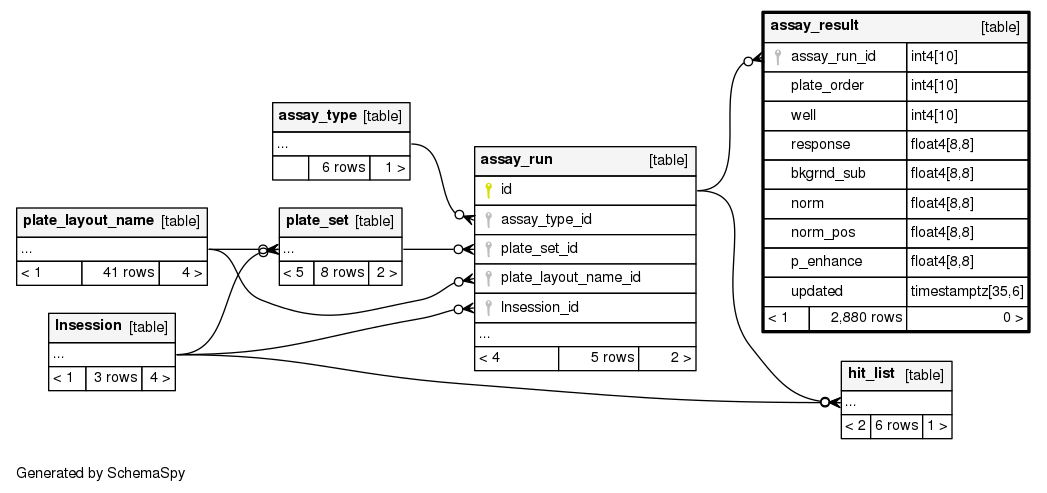 assay_result [table]
assay_run_id int4[10]
plate_order int4[10]
well int4[10]
response float4[8,8]
bkgrnd_sub float4[8,8]
norm float4[8,8]
norm_pos float4[8,8]
p_enhance float4[8,8]
updated timestamptz[35,6]
< 1 2,880 rows 0 >
assay_type [table]
...
6 rows 1 >
assay_run [table]
id
assay_type_id
plate_set_id
plate_layout_name_id
lnsession_id
...
< 4 5 rows 2 >
plate_layout_name [table]
...
< 1 41 rows 4 >
plate_set [table]
...
< 5 8 rows 2 >
lnsession [table]
...
< 1 3 rows 4 >
hit_list [table]
...
< 2 6 rows 1 >
Generated by SchemaSpy